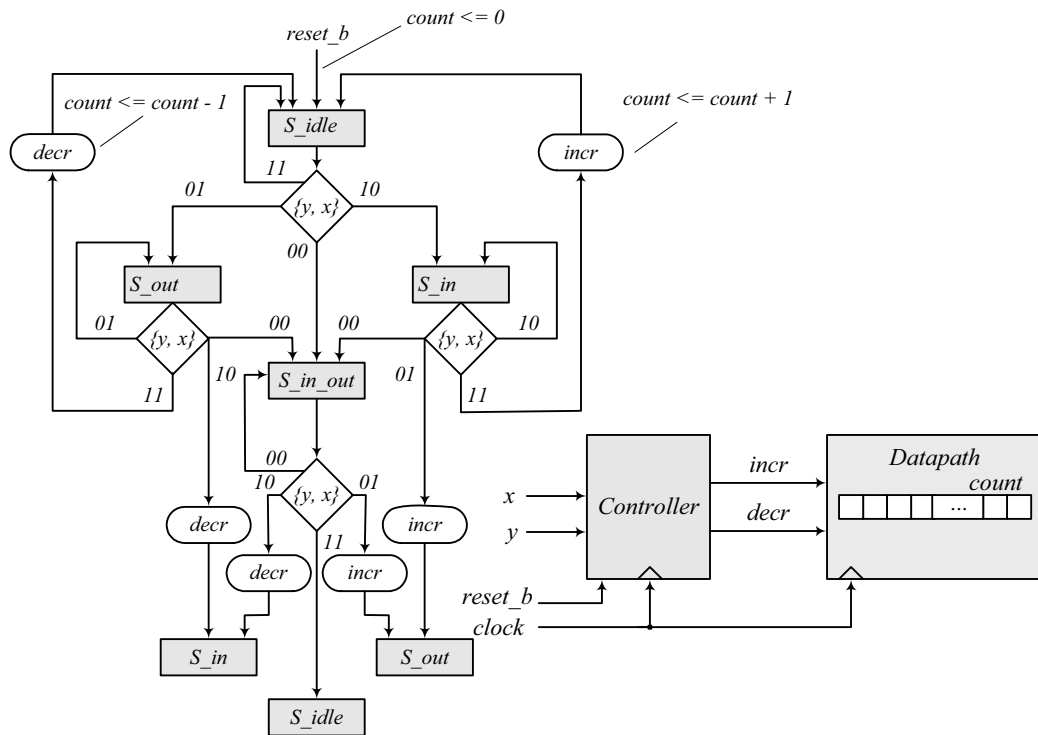 count <= 0
reset_b
count <= count - 1
count <= count + 1
S_idle
decr
incr
11
01
10
{y, x}
00
S_out
S_in
01
{y, x}
00
00
{y, x}
10
11
10
S_in_out
01
11
00
10
{y, x}
01
11
decr
incr
decr
incr
S_in
S_out
S_idle
x
y
reset_b
clock
Controller
incr
decr
Datapath
count
...